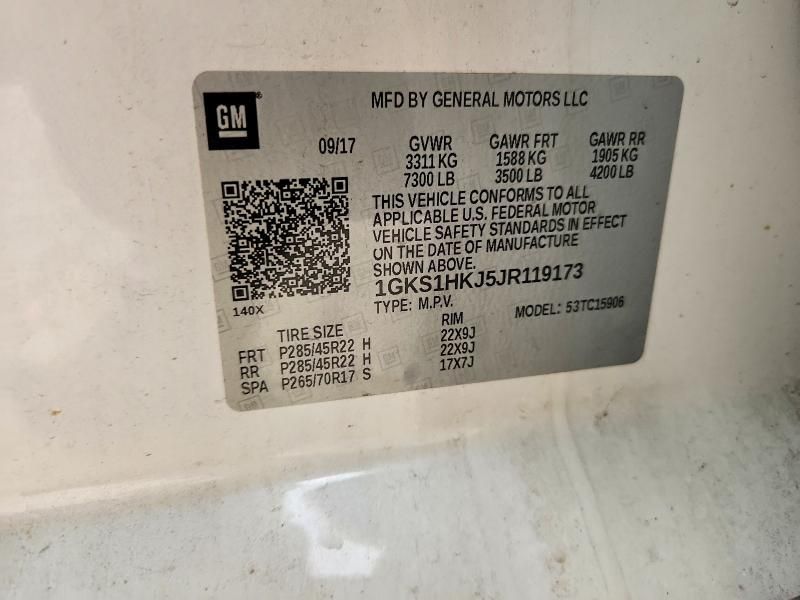 GM
MFD BY GENERAL MOTORS LLC
09/17 GVWR GAWR FRT GAWR RR
3311 KG 1588 KG 1905 KG
7300 LB 3500 LB 4200 LB
THIS VEHICLE CONFORMS TO ALL
APPLICABLE U.S. FEDERAL MOTOR
VEHICLE SAFETY STANDARDS IN EFFECT
ON THE DATE OF MANUFACTURE
SHOWN ABOVE.
1GKS1HKJ5JR119173
140X
TYPE: M.P.V. MODEL: 53TC15906
TIRE SIZE RIM
FRT P285/45R22 H 22X9J
RR P285/45R22 H 22X9J
SPA P265/70R17 S 17X7J